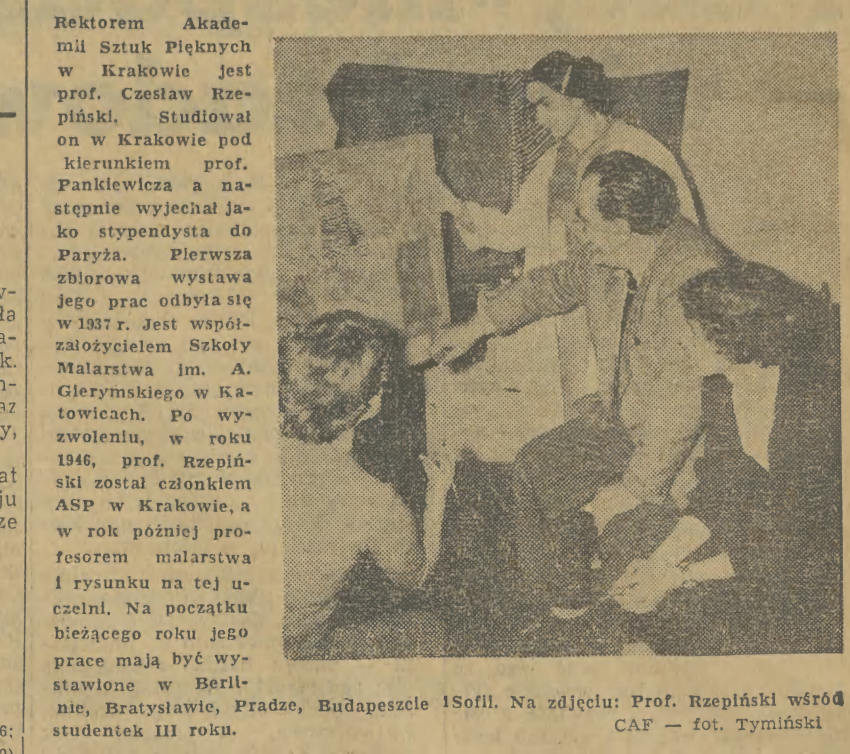 Rektorem Akade-
mii Sztuk Pięknych
w Krakowie jest
prof. Czesław Rze-
piński. Studiował
on w Krakowie pod
kierunkiem prof.
Pankiewicza a na-
stępnie wyjechał ja-
ko stypendysta do
Paryża. Pierwsza
zbiorowa wystawa
jego prac odbyła się
w 1937 r. Jest współ-
założycielem Szkoły
Malarstwa im. A.
Gierymskiego w Ka-
towicach. Po wy-
zwoleniu, w roku
1946, prof. Rzepiń-
ski został członkiem
ASP w Krakowie, a
w rok później pro-
fesorem malarstwa
i rysunku na tej u-
czelni. Na początku
bieżącego roku jego
prace mają być wy-
stawione w Berli-
nie, Bratysławie, Pradze, Budapeszcie i Sofii. Na zdjęciu: Prof. Rzepiński wśród
studentek III roku.
CAF — fot. Tymiński